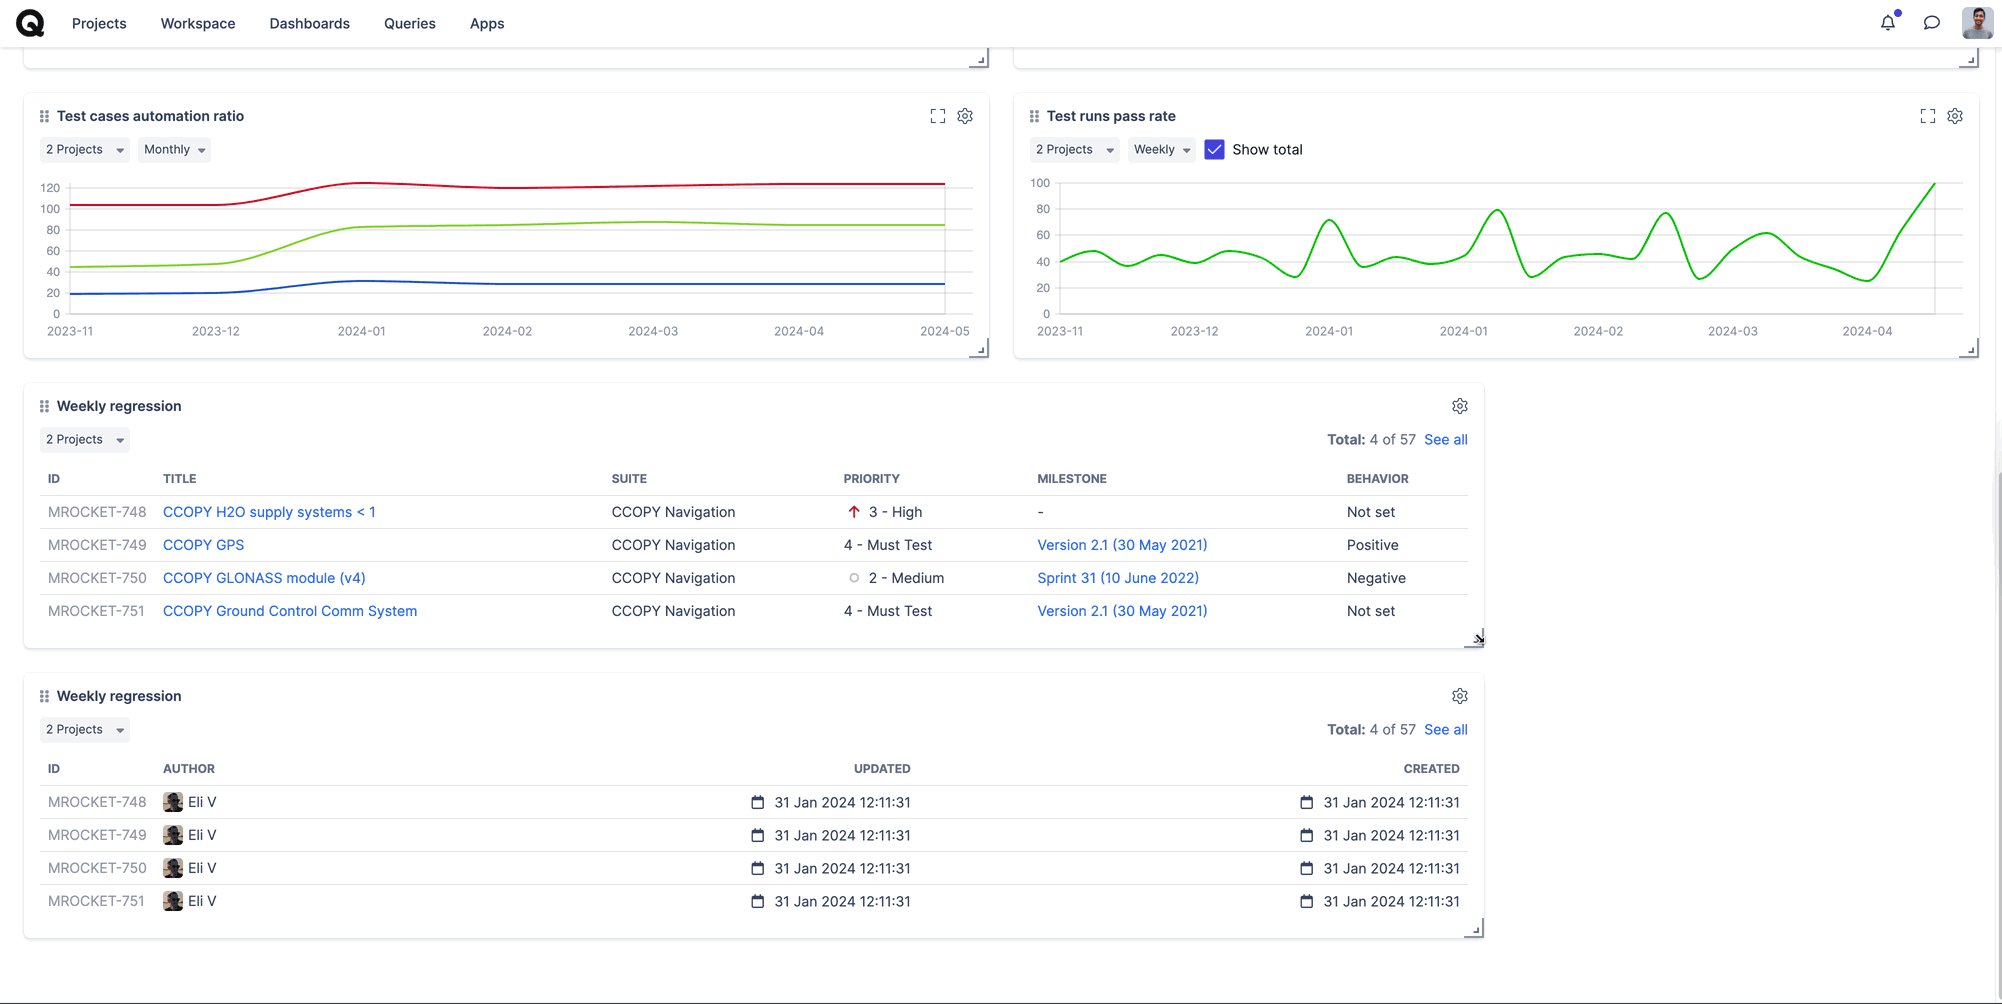 Q Projects Workspace Dashboards Queries Apps
Test cases automation ratio
2 Projects Monthly
120
100
80
60
40
20
0
2023-11 2023-12 2024-01 2024-02 2024-03 2024-04 2024-05
Test runs pass rate
2 Projects Weekly Show total
100
80
60
40
20
0
2023-11 2023-12 2024-01 2024-01 2024-02 2024-03 2024-04
Weekly regression
2 Projects Total: 4 of 57 See all
ID TITLE SUITE PRIORITY MILESTONE BEHAVIOR
MROCKET-748 CCOPY H2O supply systems < 1 CCOPY Navigation 3 - High - Not set
MROCKET-749 CCOPY GPS CCOPY Navigation 4 - Must Test Version 2.1 (30 May 2021) Positive
MROCKET-750 CCOPY GLONASS module (v4) CCOPY Navigation 2 - Medium Sprint 31 (10 June 2022) Negative
MROCKET-751 CCOPY Ground Control Comm System CCOPY Navigation 4 - Must Test Version 2.1 (30 May 2021) Not set
Weekly regression
2 Projects Total: 4 of 57 See all
ID AUTHOR UPDATED CREATED
MROCKET-748 Eli V 31 Jan 2024 12:11:31 31 Jan 2024 12:11:31
MROCKET-749 Eli V 31 Jan 2024 12:11:31 31 Jan 2024 12:11:31
MROCKET-750 Eli V 31 Jan 2024 12:11:31 31 Jan 2024 12:11:31
MROCKET-751 Eli V 31 Jan 2024 12:11:31 31 Jan 2024 12:11:31